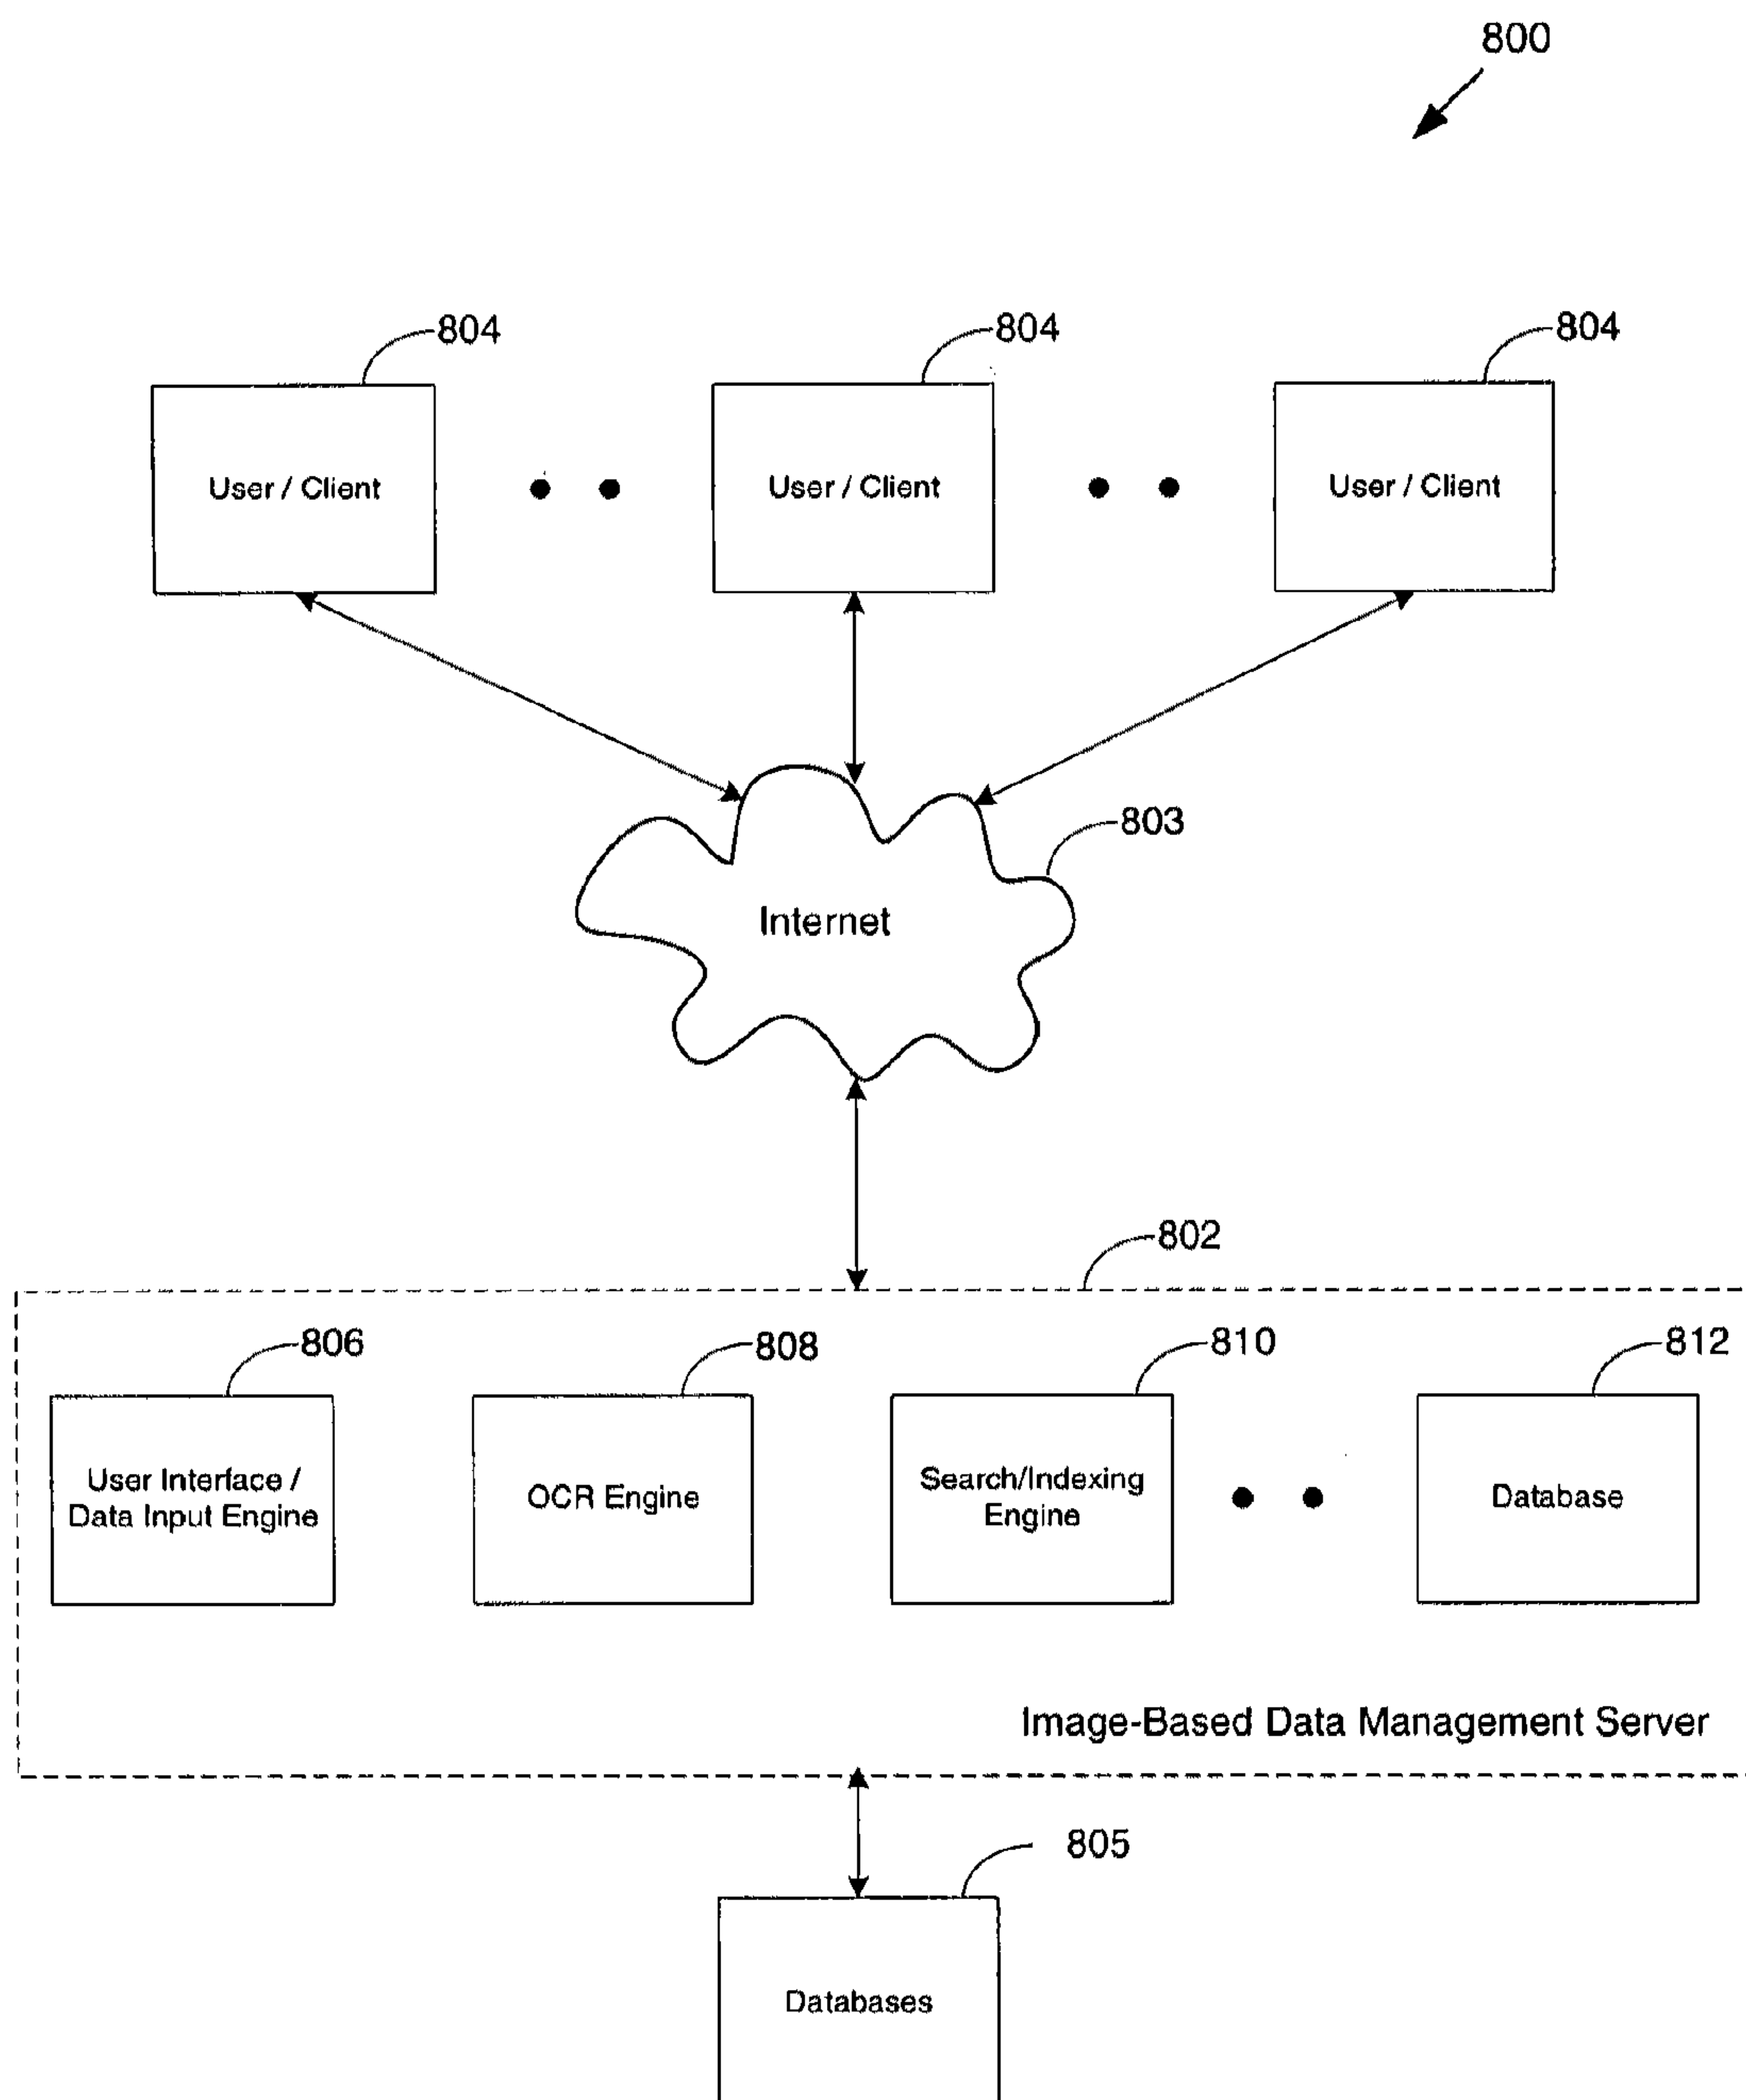 800
804
804
804
User / Client
User / Client
User / Client
803
Internet
802
806
808
810
812
User Interface /
Data Input Engine
OCR Engine
Search/Indexing
Engine
Database
Image-Based Data Management Server
805
Databases